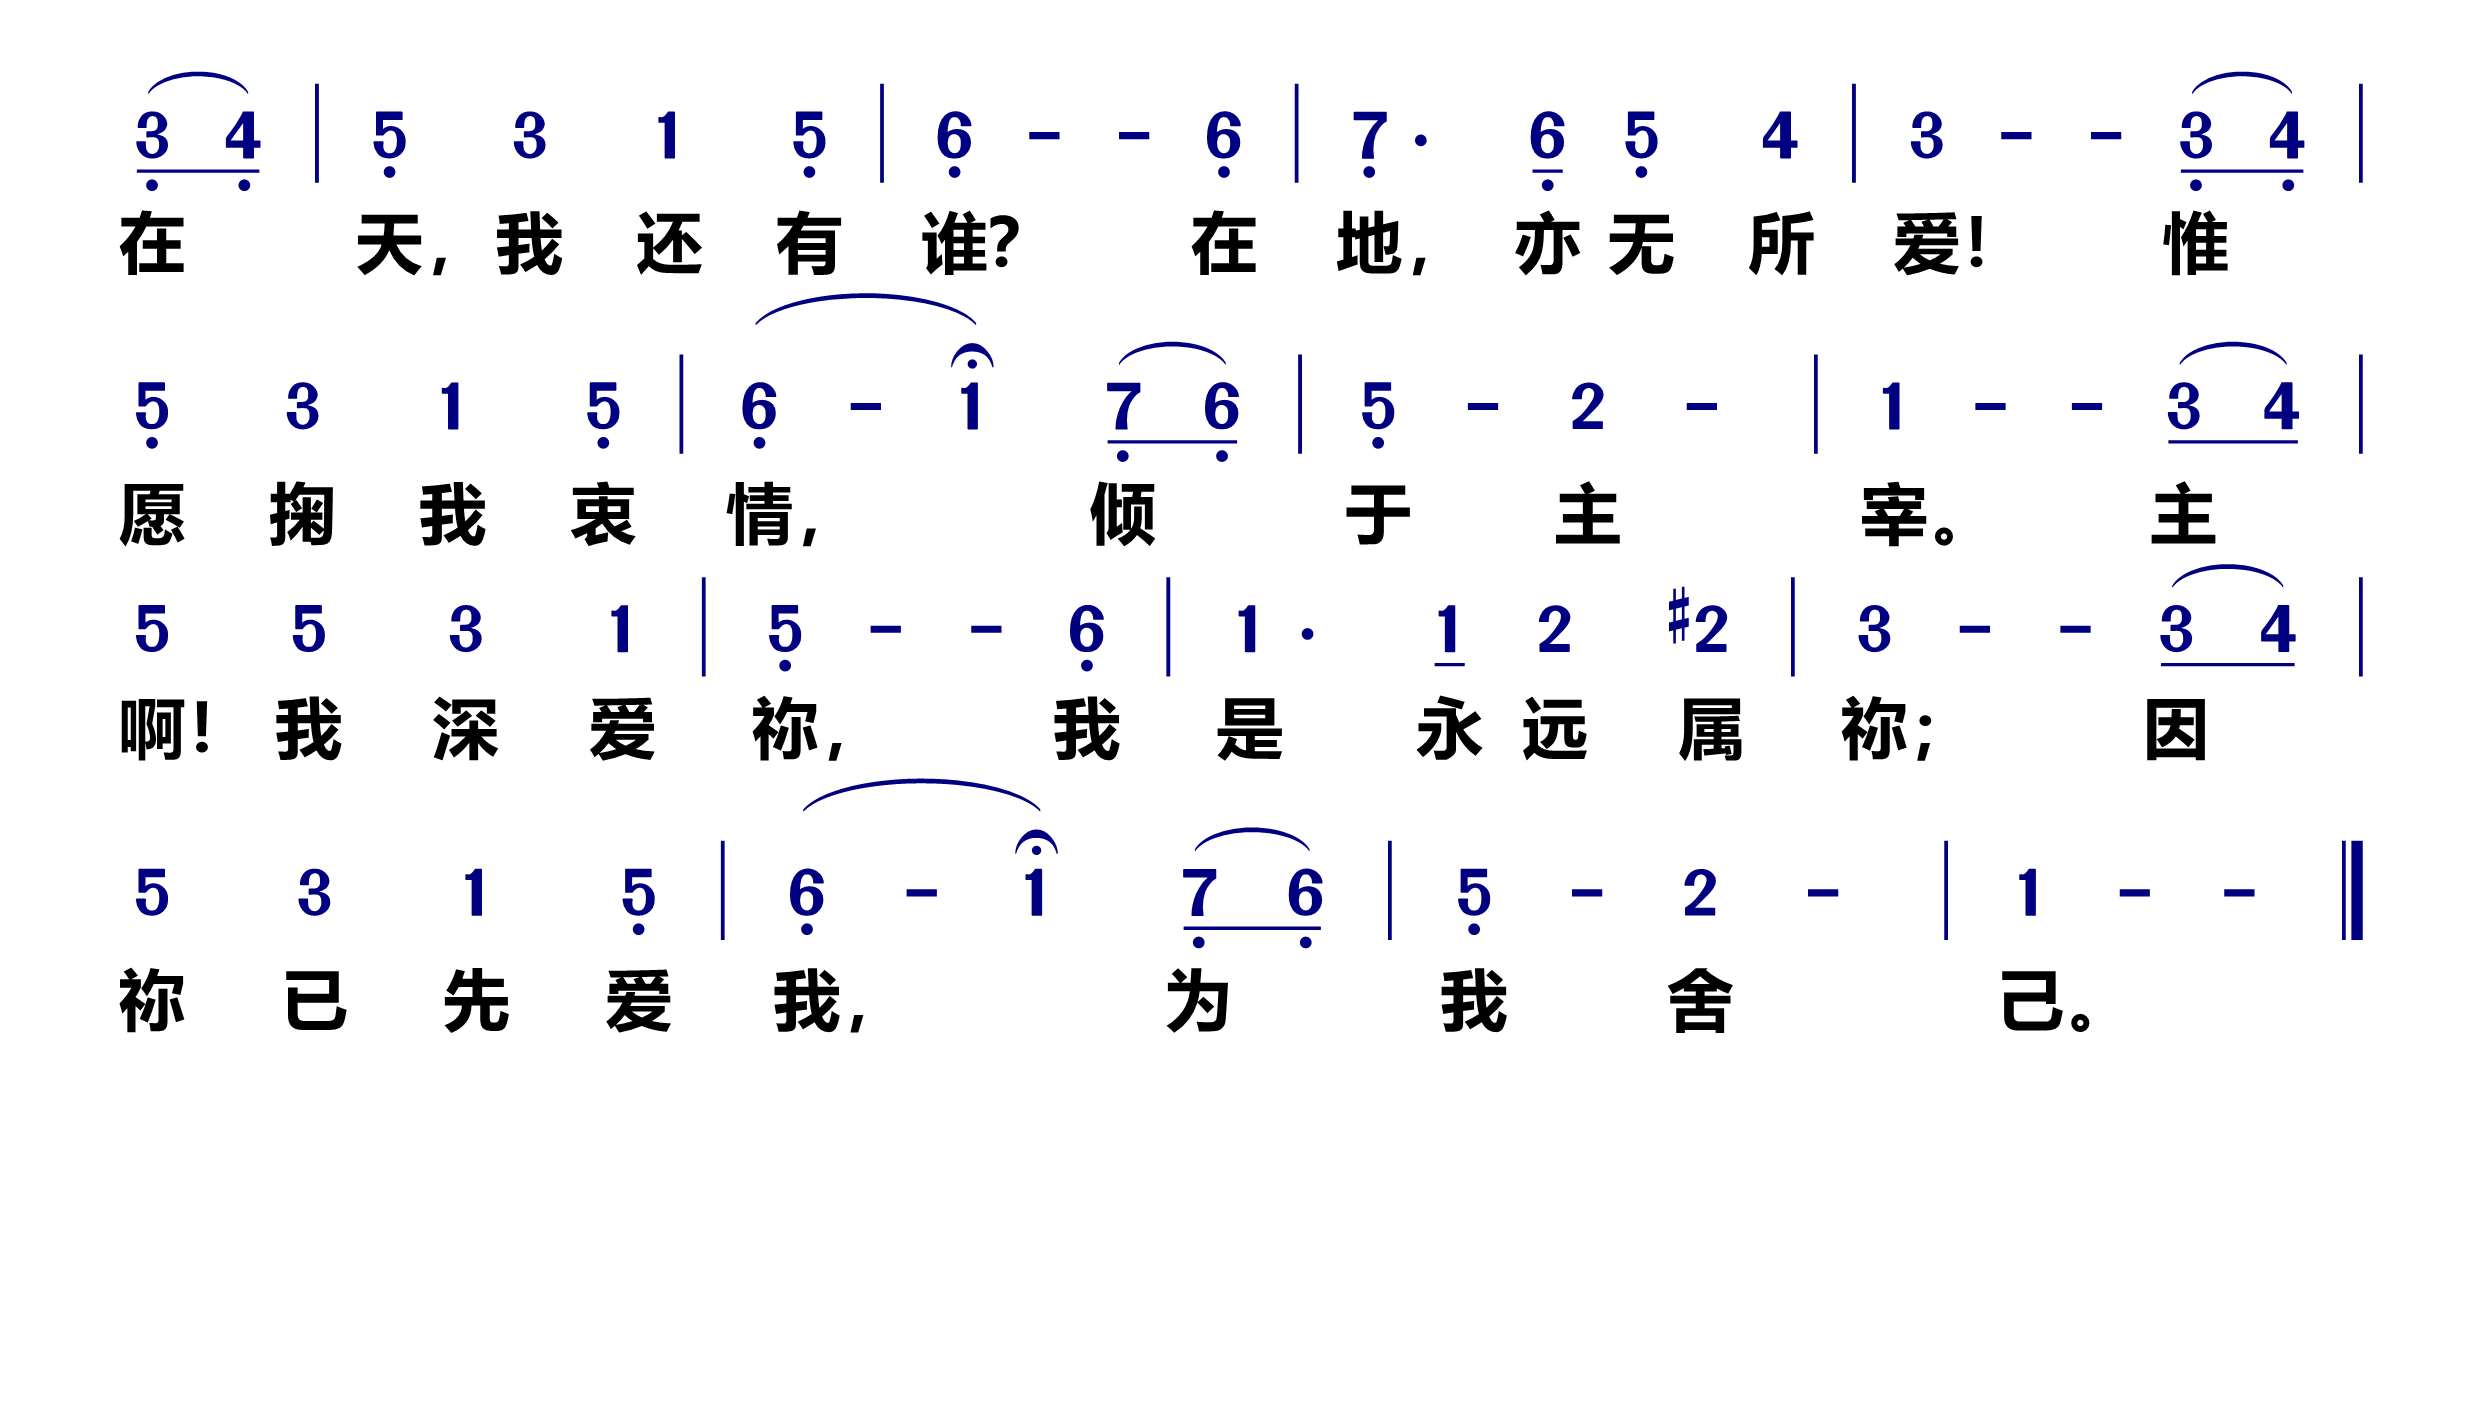 3 4 | 5 3 1 5 | 6 - - 6 | 7 · 6 5 4 | 3 - - 3 4 |
在 天, 我 还 有 谁? 在 地, 亦 无 所 爱! 惟
5 3 1 5 | 6 - 1 7 6 | 5 - 2 - | 1 - - 3 4 |
愿 掬 我 衷 情, 倾 于 主 宰。 主
5 5 3 1 | 5 - - 6 | 1 · 1 2 #2 | 3 - - 3 4 |
啊! 我 深 爱 祢, 我 是 永 远 属 祢; 因
5 3 1 5 | 6 - 1 7 6 | 5 - 2 - | 1 - - ‖
祢 已 先 爱 我, 为 我 舍 己。